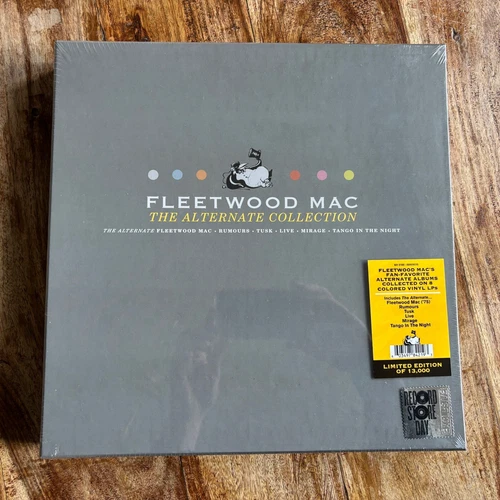 FLEETWOOD MAC
THE ALTERNATE COLLECTION
THE ALTERNATE FLEETWOOD MAC • RUMOURS • TUSK • LIVE • MIRAGE • TANGO IN THE NIGHT
FLEETWOOD MAC'S
FAN-FAVORITE
ALTERNATE ALBUMS
COLLECTED ON 8
COLORED VINYL LPs
Includes The Alternate...
Fleetwood Mac ('75)
Rumours
Tusk
Live
Mirage
Tango In The Night
LIMITED EDITION
OF 13,000
RECORD
STORE
DAY